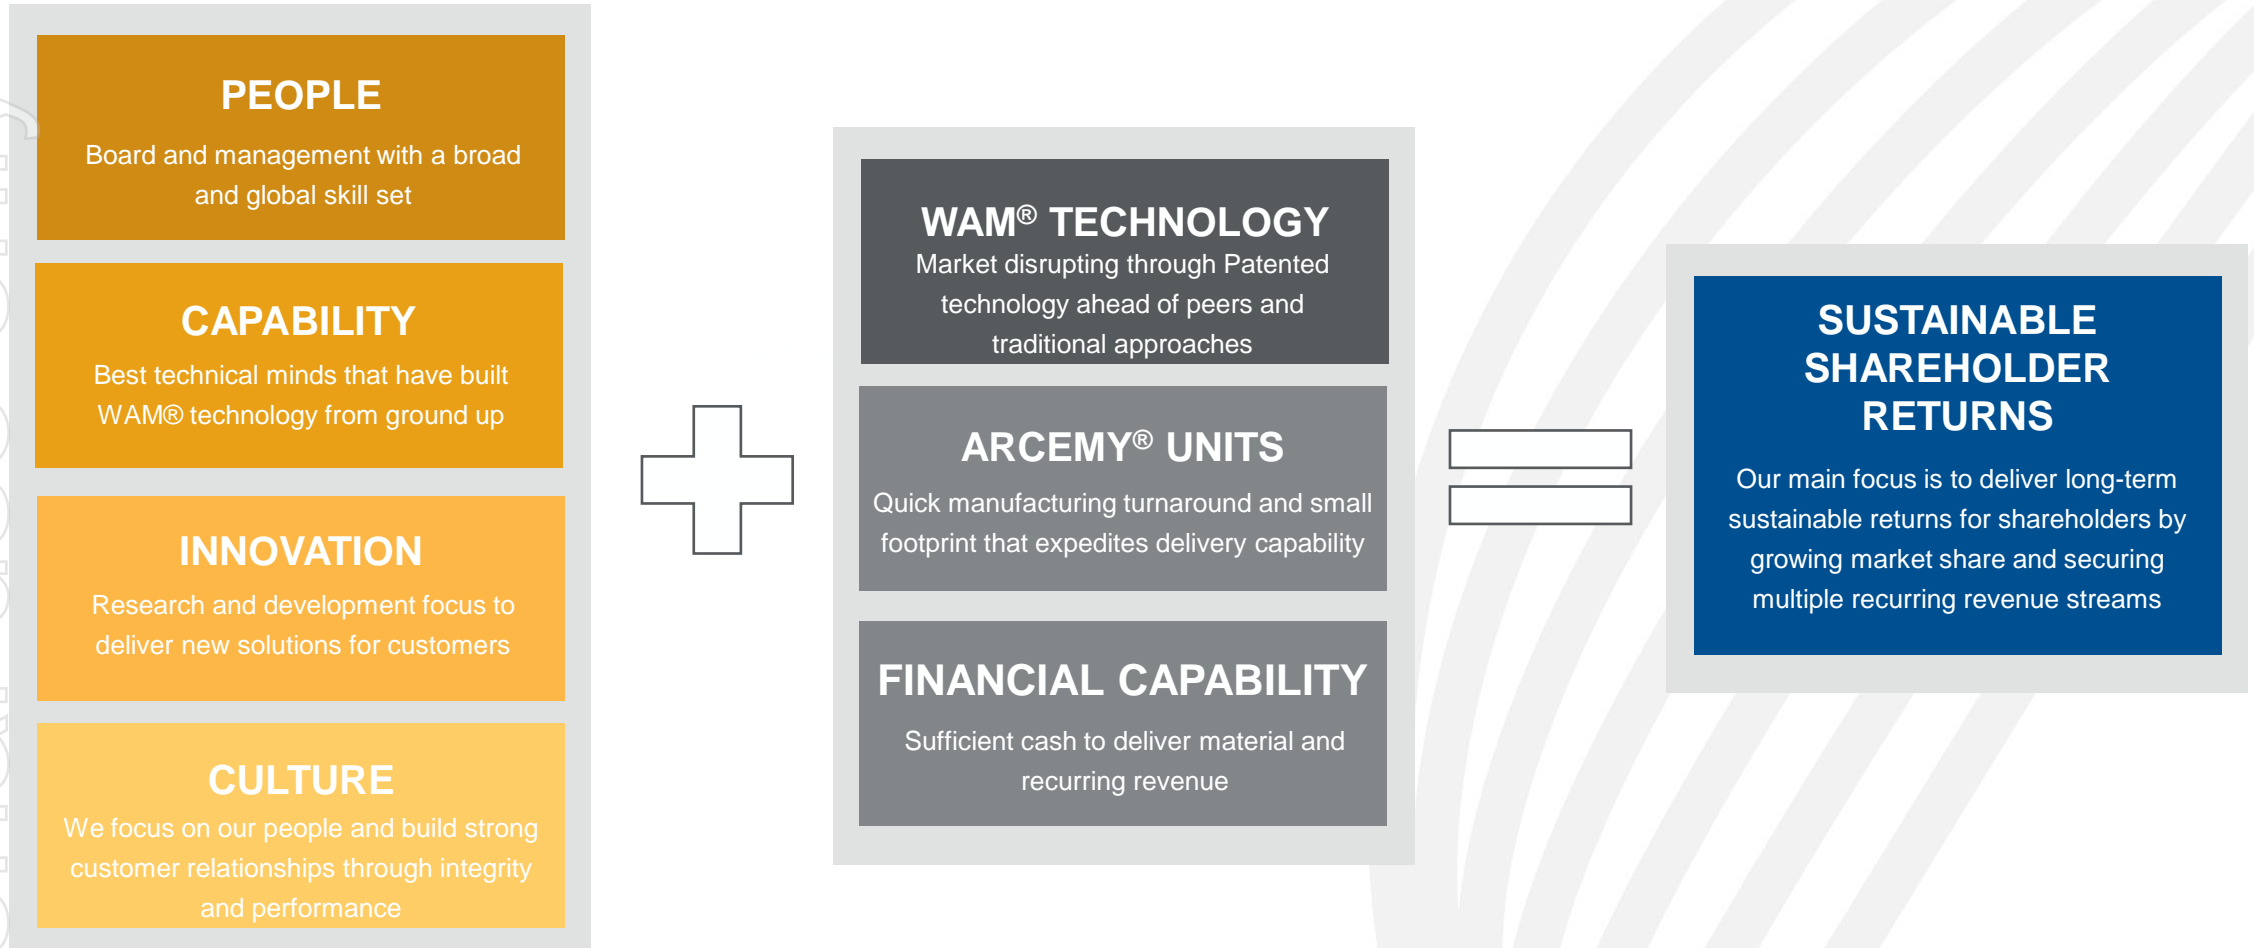 PEOPLE
Board and management with a broad
and global skill set
CAPABILITY
Best technical minds that have built
WAM® technology from ground up
INNOVATION
Research and development focus to
deliver new solutions for customers
CULTURE
We focus on our people and build strong
customer relationships through integrity
and performance
WAM® TECHNOLOGY
Market disrupting through Patented
technology ahead of peers and
traditional approaches
ARCEMY® UNITS
Quick manufacturing turnaround and small
footprint that expedites delivery capability
FINANCIAL CAPABILITY
Sufficient cash to deliver material and
recurring revenue
SUSTAINABLE
SHAREHOLDER
RETURNS
Our main focus is to deliver long-term
sustainable returns for shareholders by
growing market share and securing
multiple recurring revenue streams